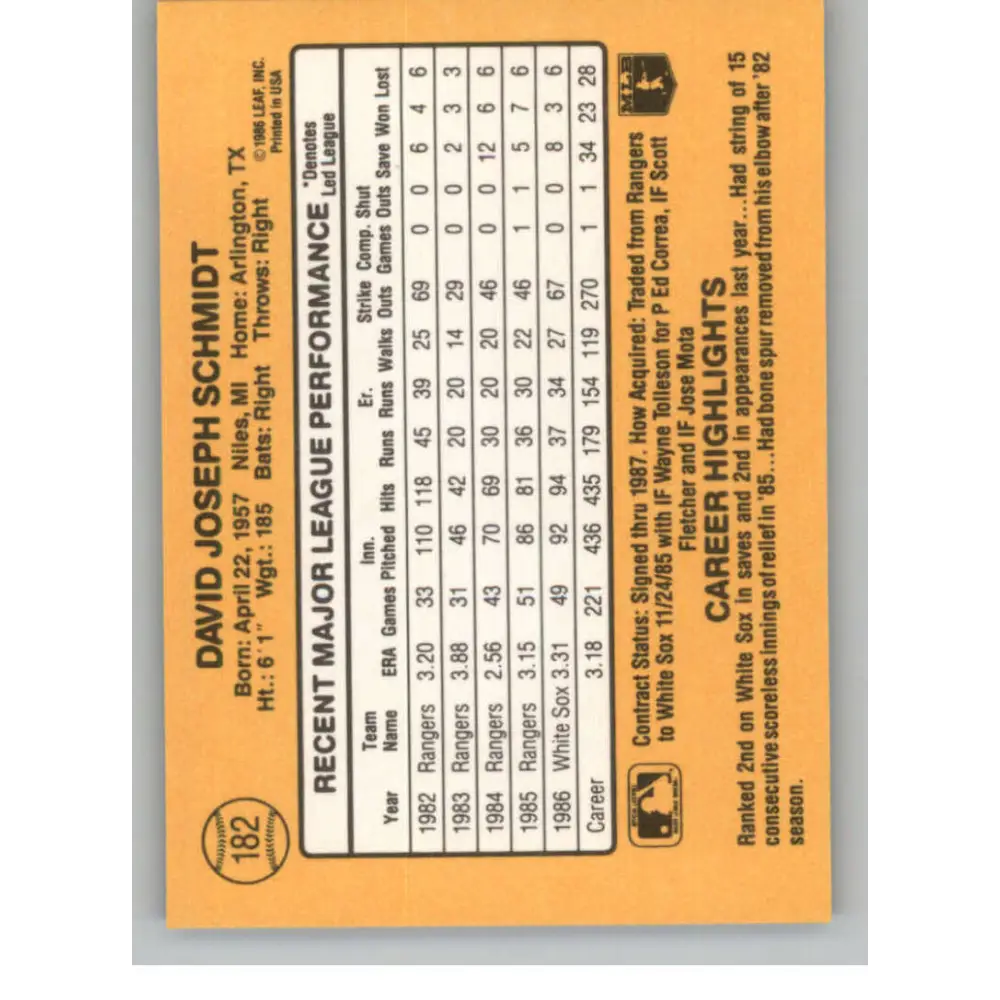 182
DAVID JOSEPH SCHMIDT
Born: April 22, 1957 Niles, MI Home: Arlington, TX
Ht.: 6'1" Wgt.: 185 Bats: Right Throws: Right
© 1986 LEAF, INC.
Printed in USA
RECENT MAJOR LEAGUE PERFORMANCE *Denotes Led League
Year Team Name ERA Games Inn. Pitched Hits Runs Er. Runs Walks Strike Outs Comp. Games Shut Outs Save Won Lost
1982 Rangers 3.20 33 110 118 45 39 25 69 0 0 6 4 6
1983 Rangers 3.88 31 46 42 20 20 14 29 0 0 2 3 3
1984 Rangers 2.56 43 70 69 30 20 20 46 0 0 12 6 6
1985 Rangers 3.15 51 86 81 36 30 22 46 1 1 5 7 6
1986 White Sox 3.31 49 92 94 37 34 27 67 0 0 8 3 6
Career 3.18 221 436 435 179 154 119 270 1 1 34 23 28
Contract Status: Signed thru 1987. How Acquired: Traded from Rangers
to White Sox 11/24/85 with IF Wayne Tolleson for P Ed Correa, IF Scott
Fletcher and IF Jose Mota
MLB
CAREER HIGHLIGHTS
Ranked 2nd on White Sox in saves and 2nd in appearances last year...Had string of 15
consecutive scoreless innings of relief in '85...Had bone spur removed from his elbow after '82
season.